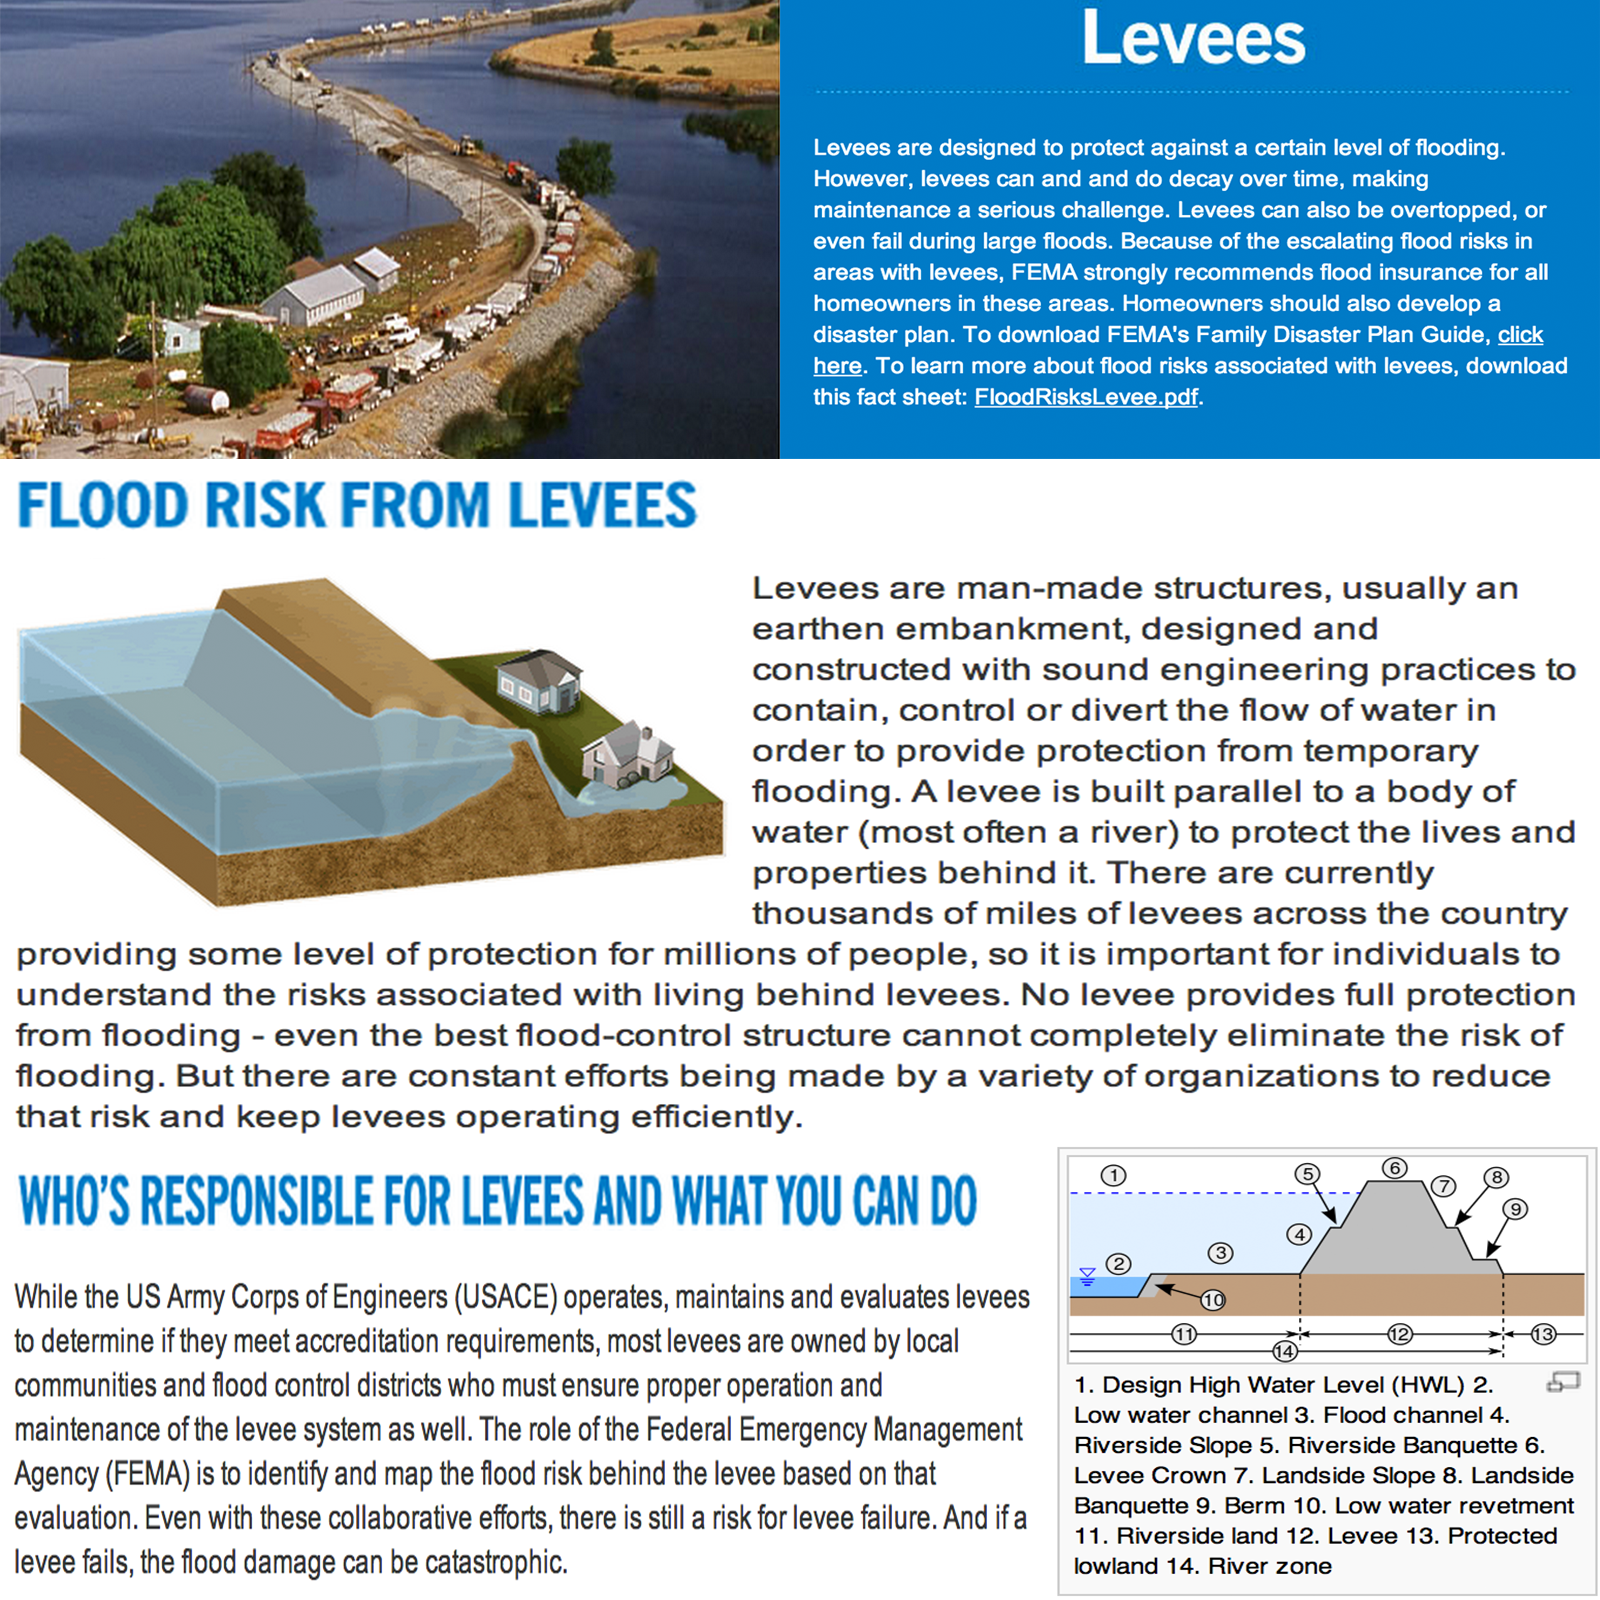 Levees
Levees are designed to protect against a certain level of flooding.
However, levees can and and do decay over time, making
maintenance a serious challenge. Levees can also be overtopped, or
even fail during large floods. Because of the escalating flood risks in
areas with levees, FEMA strongly recommends flood insurance for all
homeowners in these areas. Homeowners should also develop a
disaster plan. To download FEMA's Family Disaster Plan Guide, click
here. To learn more about flood risks associated with levees, download
this fact sheet: FloodRisksLevee.pdf.
FLOOD RISK FROM LEVEES
Levees are man-made structures, usually an
earthen embankment, designed and
constructed with sound engineering practices to
contain, control or divert the flow of water in
order to provide protection from temporary
flooding. A levee is built parallel to a body of
water (most often a river) to protect the lives and
properties behind it. There are currently
thousands of miles of levees across the country
providing some level of protection for millions of people, so it is important for individuals to
understand the risks associated with living behind levees. No levee provides full protection
from flooding - even the best flood-control structure cannot completely eliminate the risk of
flooding. But there are constant efforts being made by a variety of organizations to reduce
that risk and keep levees operating efficiently.
WHO'S RESPONSIBLE FOR LEVEES AND WHAT YOU CAN DO
While the US Army Corps of Engineers (USACE) operates, maintains and evaluates levees
to determine if they meet accreditation requirements, most levees are owned by local
communities and flood control districts who must ensure proper operation and
maintenance of the levee system as well. The role of the Federal Emergency Management
Agency (FEMA) is to identify and map the flood risk behind the levee based on that
evaluation. Even with these collaborative efforts, there is still a risk for levee failure. And if a
levee fails, the flood damage can be catastrophic.
1
5
6
7
8
9
4
3
2
10
11
12
13
14
1. Design High Water Level (HWL) 2.
Low water channel 3. Flood channel 4.
Riverside Slope 5. Riverside Banquette 6.
Levee Crown 7. Landside Slope 8. Landside
Banquette 9. Berm 10. Low water revetment
11. Riverside land 12. Levee 13. Protected
lowland 14. River zone